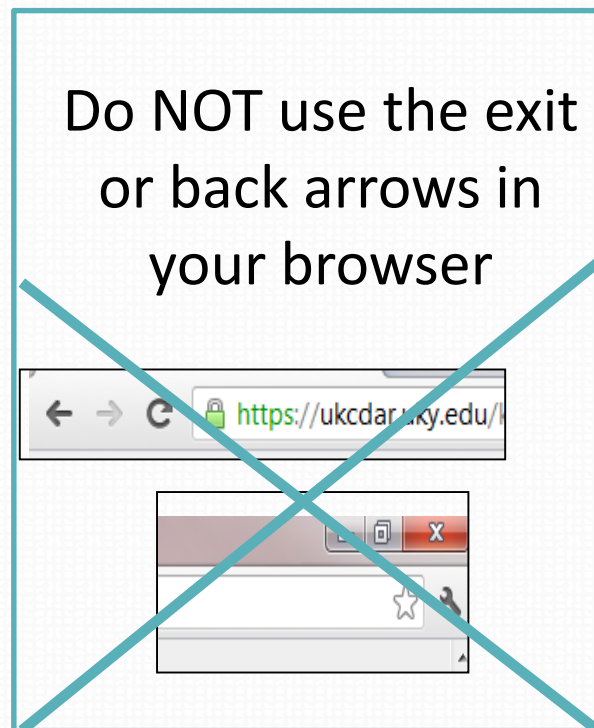 Do NOT use the exit
or back arrows in
your browser
https://ukcdar.uky.edu/
X